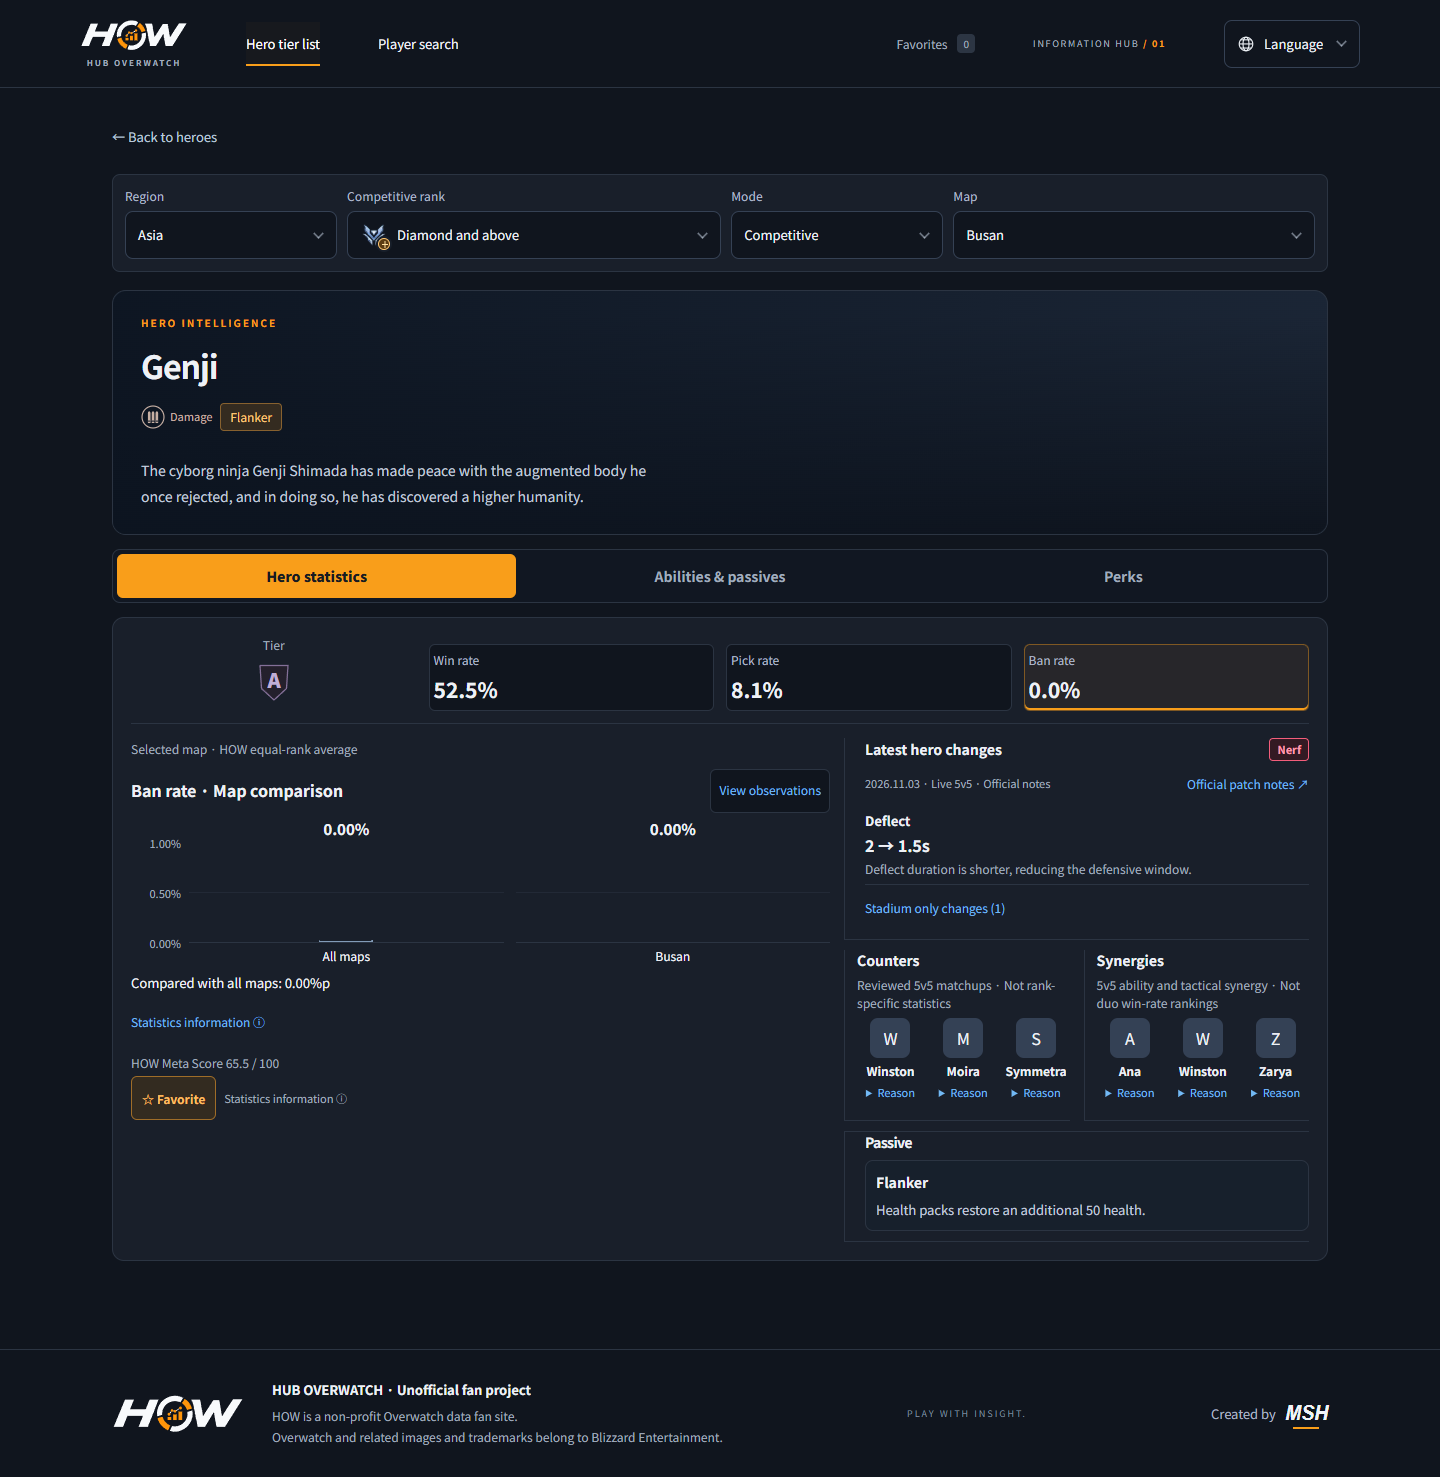 HOW
HUB OVERWATCH
Hero tier list
Player search
Favorites 0
INFORMATION HUB / 01
Language
← Back to heroes
Region
Competitive rank
Mode
Map
Asia
Diamond and above
Competitive
Busan
HERO INTELLIGENCE
Genji
Damage
Flanker
The cyborg ninja Genji Shimada has made peace with the augmented body he
once rejected, and in doing so, he has discovered a higher humanity.
Hero statistics
Abilities & passives
Perks
Tier
A
Win rate
52.5%
Pick rate
8.1%
Ban rate
0.0%
Selected map · HOW equal-rank average
Ban rate · Map comparison
View observations
0.00%
0.00%
1.00%
0.50%
0.00%
All maps
Busan
Compared with all maps: 0.00%p
Statistics information ⓘ
HOW Meta Score 65.5 / 100
☆ Favorite
Statistics information ⓘ
Latest hero changes
Nerf
2026.11.03 · Live 5v5 · Official notes
Official patch notes ↗
Deflect
2 → 1.5s
Deflect duration is shorter, reducing the defensive window.
Stadium only changes (1)
Counters
Reviewed 5v5 matchups · Not rank-
specific statistics
W
M
S
Winston
Moira
Symmetra
▶ Reason
▶ Reason
▶ Reason
Synergies
5v5 ability and tactical synergy · Not
duo win-rate rankings
A
W
Z
Ana
Winston
Zarya
▶ Reason
▶ Reason
▶ Reason
Passive
Flanker
Health packs restore an additional 50 health.
HOW
HUB OVERWATCH · Unofficial fan project
HOW is a non-profit Overwatch data fan site.
Overwatch and related images and trademarks belong to Blizzard Entertainment.
PLAY WITH INSIGHT.
Created by MSH